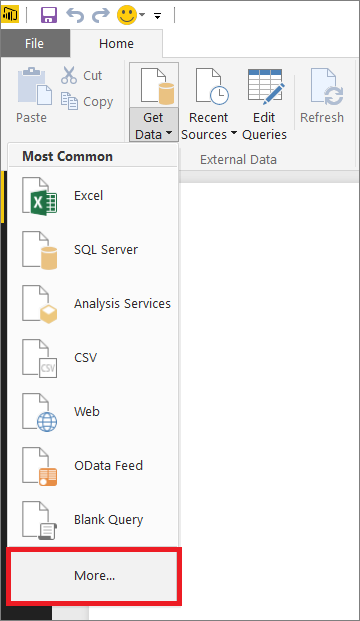 File
Home
Paste
Cut
Copy
Get
Data
Recent
Sources
Edit
Queries
Refresh
External Data
Most Common
Excel
SQL Server
Analysis Services
CSV
CSV
Web
OData Feed
Blank Query
More...